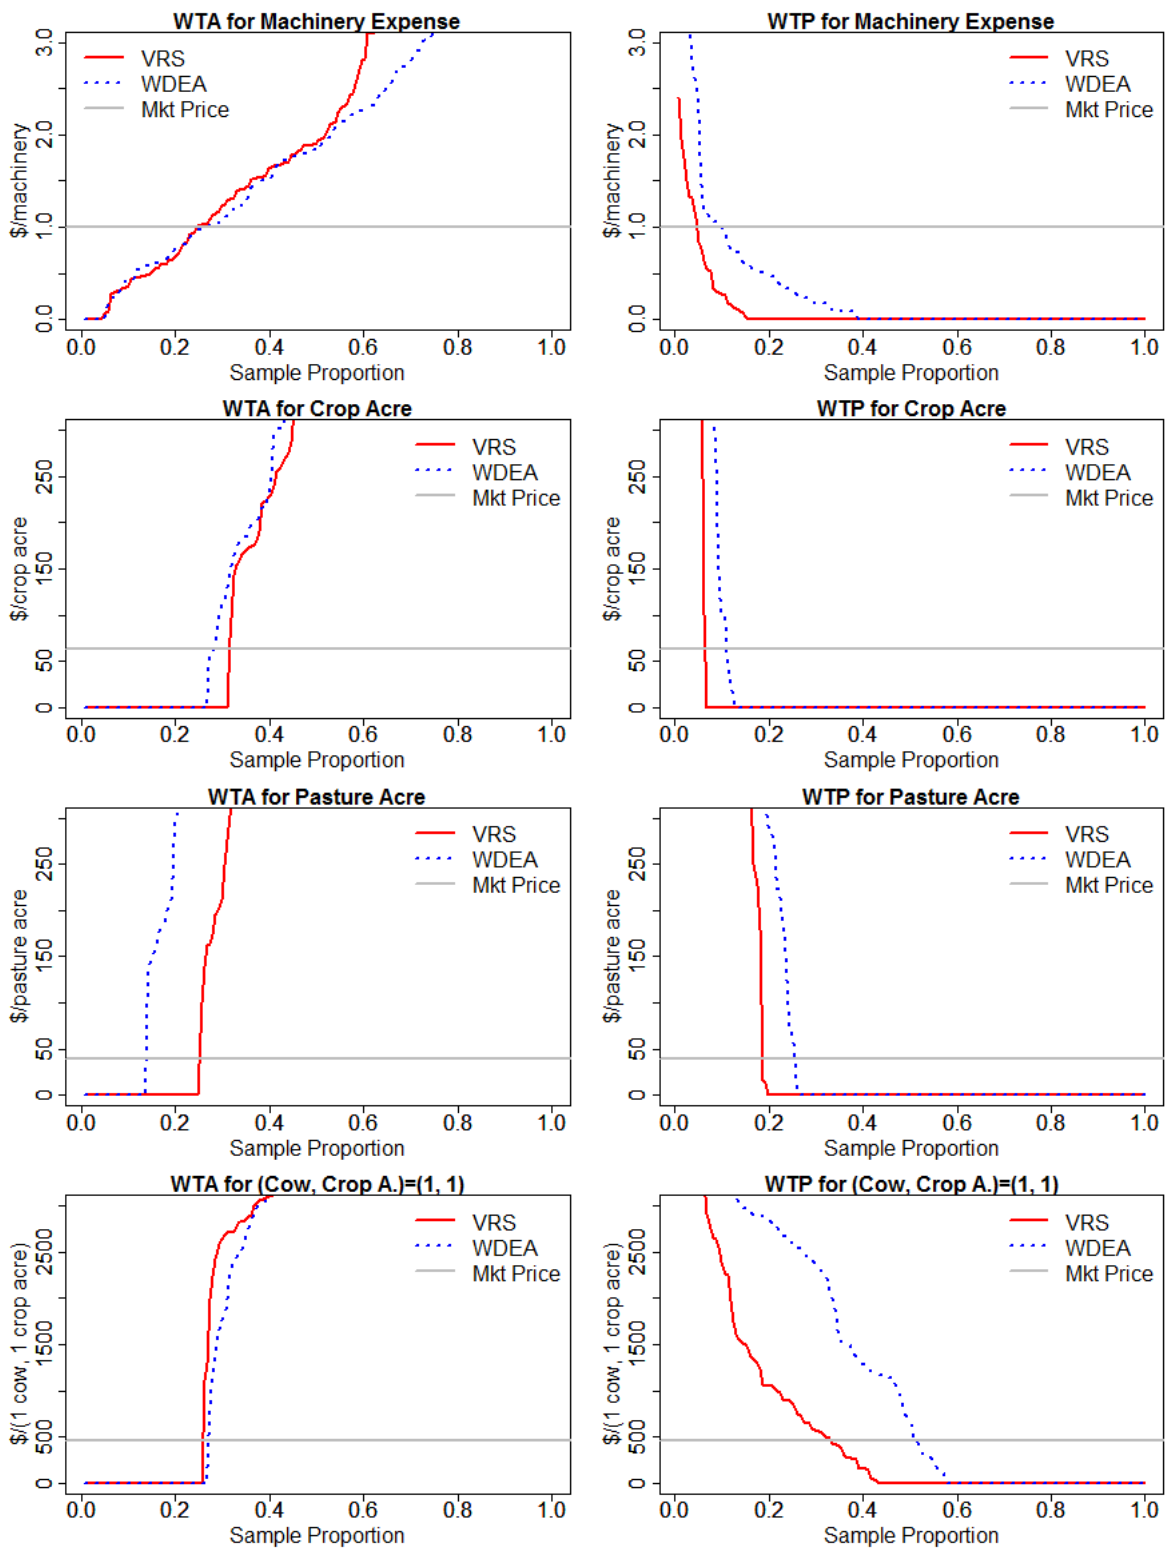 WTA for Machinery Expense
3.0
2.0
1.0
0.0
$/machinery
VRS
WDEA
Mkt Price
0.0 0.2 0.4 0.6 0.8 1.0
Sample Proportion
WTP for Machinery Expense
3.0
2.0
1.0
0.0
$/machinery
VRS
WDEA
Mkt Price
0.0 0.2 0.4 0.6 0.8 1.0
Sample Proportion
WTA for Crop Acre
250
150
50
0
$/crop acre
VRS
WDEA
Mkt Price
0.0 0.2 0.4 0.6 0.8 1.0
Sample Proportion
WTP for Crop Acre
250
150
50
0
$/crop acre
VRS
WDEA
Mkt Price
0.0 0.2 0.4 0.6 0.8 1.0
Sample Proportion
WTA for Pasture Acre
250
150
50
0
$/pasture acre
VRS
WDEA
Mkt Price
0.0 0.2 0.4 0.6 0.8 1.0
Sample Proportion
WTP for Pasture Acre
250
150
50
0
$/pasture acre
VRS
WDEA
Mkt Price
0.0 0.2 0.4 0.6 0.8 1.0
Sample Proportion
WTA for (Cow, Crop A.)=(1, 1)
2500
1500
500
0
$/(1 cow, 1 crop acre)
VRS
WDEA
Mkt Price
0.0 0.2 0.4 0.6 0.8 1.0
Sample Proportion
WTP for (Cow, Crop A.)=(1, 1)
2500
1500
500
0
$/(1 cow, 1 crop acre)
VRS
WDEA
Mkt Price
0.0 0.2 0.4 0.6 0.8 1.0
Sample Proportion